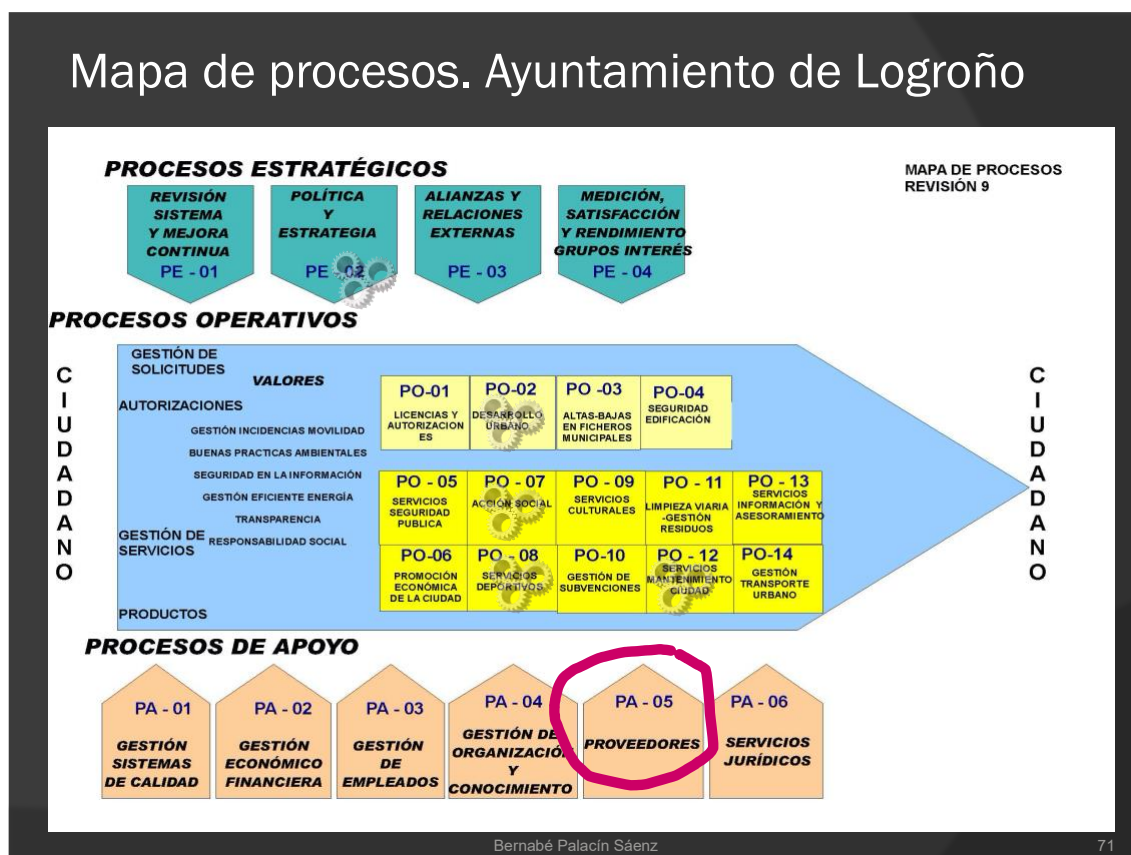 Mapa de procesos. Ayuntamiento de Logroño
PROCESOS ESTRATÉGICOS
MAPA DE PROCESOS
REVISIÓN 9
REVISIÓN
SISTEMA
Y MEJORA
CONTINUA
PE - 01
POLÍTICA
Y
ESTRATEGIA
PE - 02
ALIANZAS Y
RELACIONES
EXTERNAS
PE - 03
MEDICIÓN,
SATISFACCIÓN
Y RENDIMIENTO
GRUPOS INTERÉS
PE - 04
PROCESOS OPERATIVOS
CIUDADANO
GESTIÓN DE
SOLICITUDES
VALORES
AUTORIZACIONES
GESTIÓN INCIDENCIAS MOVILIDAD
BUENAS PRACTICAS AMBIENTALES
SEGURIDAD EN LA INFORMACIÓN
GESTIÓN EFICIENTE ENERGÍA
TRANSPARENCIA
GESTIÓN DE
SERVICIOS
RESPONSABILIDAD SOCIAL
PRODUCTOS
PO-01
LICENCIAS Y
AUTORIZACION
ES
PO-02
DESARROLLO
URBANO
PO -03
ALTAS-BAJAS
EN FICHEROS
MUNICIPALES
PO-04
SEGURIDAD
EDIFICACIÓN
PO - 05
SERVICIOS
SEGURIDAD
PUBLICA
PO - 07
ACCIÓN SOCIAL
PO - 09
SERVICIOS
CULTURALES
PO - 11
LIMPIEZA VIARIA
-GESTIÓN
RESIDUOS
PO - 13
SERVICIOS
INFORMACIÓN Y
ASESORAMIENTO
PO-06
PROMOCIÓN
ECONÓMICA
DE LA CIUDAD
PO - 08
SERVICIOS
DEPORTIVOS
PO-10
GESTIÓN DE
SUBVENCIONES
PO - 12
SERVICIOS
MANTENIMIENTO
CIUDAD
PO-14
GESTIÓN
TRANSPORTE
URBANO
CIUDADANO
PROCESOS DE APOYO
PA - 01
GESTIÓN
SISTEMAS
DE CALIDAD
PA - 02
GESTIÓN
ECONÓMICO
FINANCIERA
PA - 03
GESTIÓN
DE
EMPLEADOS
PA - 04
GESTIÓN DE
ORGANIZACIÓN
Y
CONOCIMIENTO
PA - 05
PROVEEDORES
PA - 06
SERVICIOS
JURÍDICOS
Bernabé Palacín Sáenz
71